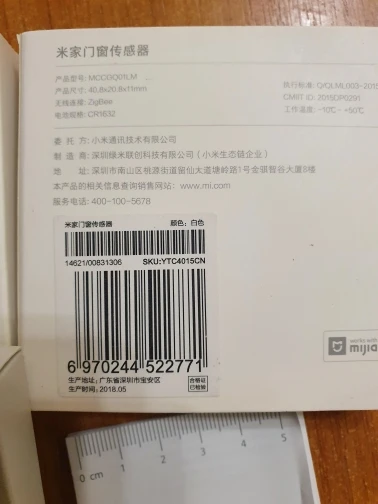 米家门窗传感器
产品型号: MCCGQ01LM
产品尺寸: 40.8x20.8x11mm
无线连接: ZigBee
电池规格: CR1632
执行标准: Q/QLML003-2015
CMIIT ID: 2015DP0291
工作温度: -10℃ - +50℃
委 托 方: 小米通讯技术有限公司
制 造 商: 深圳绿米联创科技有限公司（小米生态链企业）
地 址: 深圳市南山区桃源街道留仙大道塘岭路1号金骐智谷大厦8楼
本产品的相关信息查询销售网站: www.mi.com
服务电话: 400-100-5678
米家门窗传感器 颜色: 白色
14621/00831306 SKU:YTC4015CN
6 970244 522771
生产地址: 广东省深圳市宝安区
生产时间: 2018.05
合格证
已检验
works with
mijia
0 cm 1 2 3 4 5